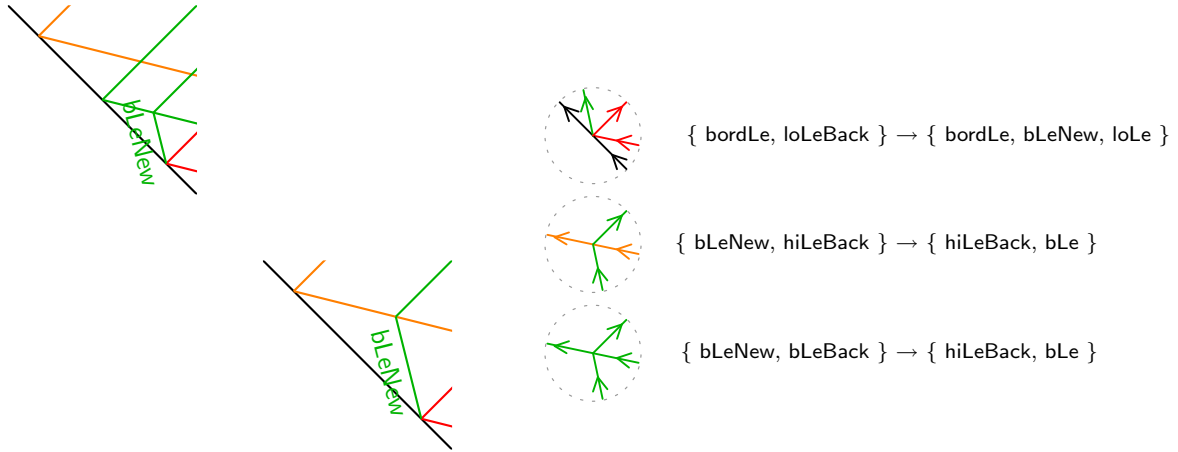 bLeNew
{ bordLe, loLeBack } → { bordLe, bLeNew, loLe }
{ bLeNew, hiLeBack } → { hiLeBack, bLe }
bLeNew
{ bLeNew, bLeBack } → { hiLeBack, bLe }